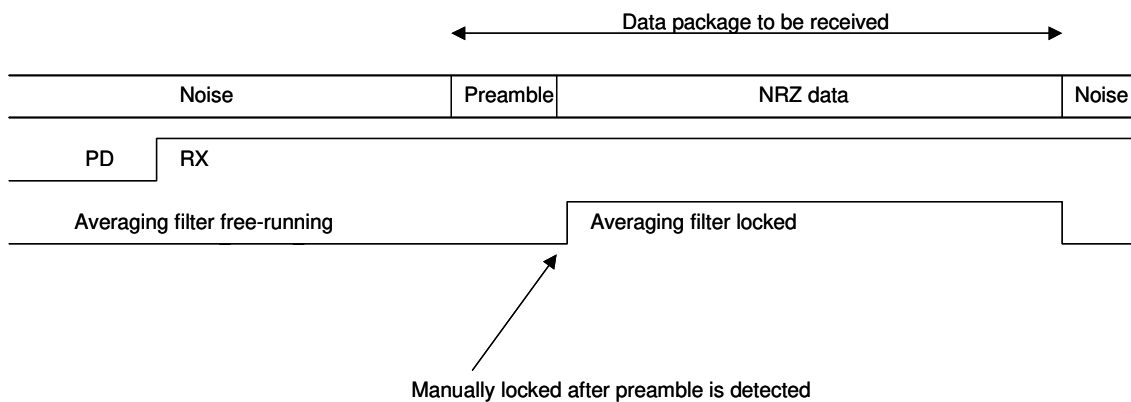 Data package to be received
Noise Preamble NRZ data Noise
PD RX
Averaging filter free-running Averaging filter locked
Manually locked after preamble is detected